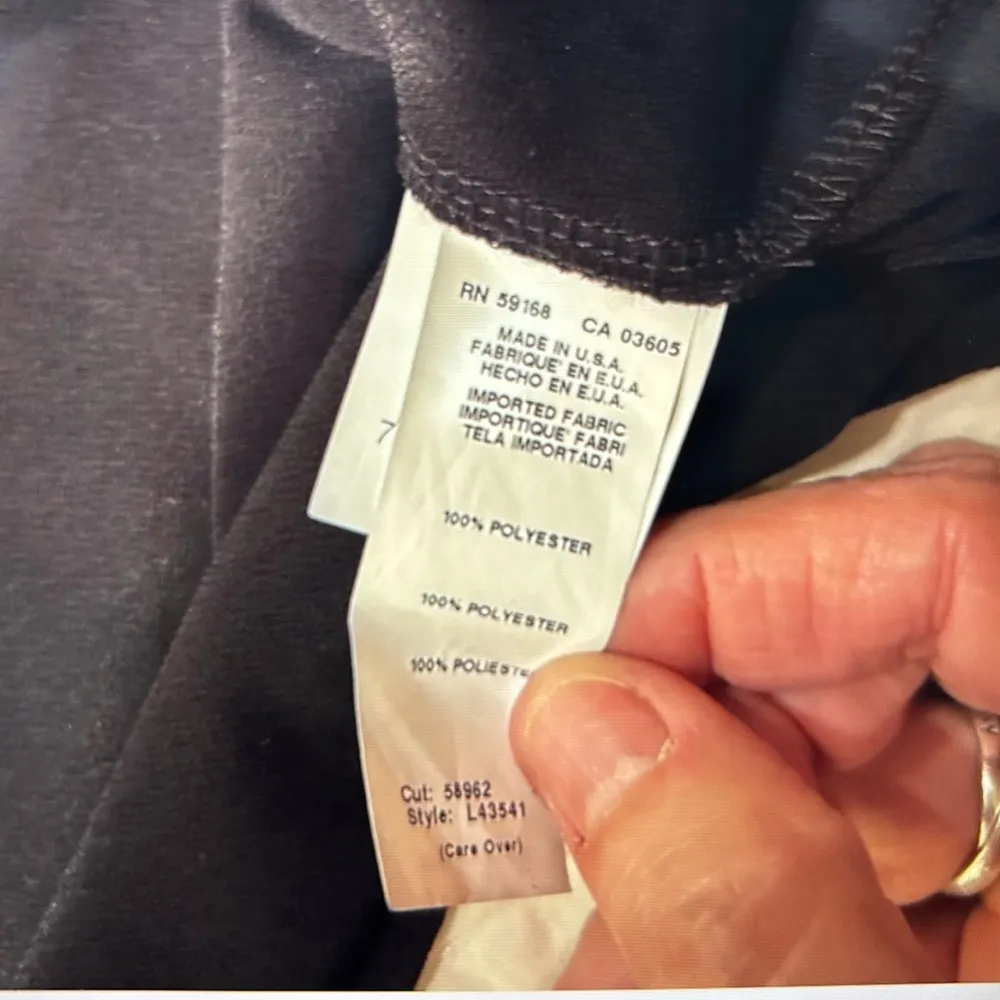 RN 59168 CA 03605
MADE IN U.S.A.
FABRIQUE' EN E.U.A.
HECHO EN E.U.A.
IMPORTED FABRIC
IMPORTIQUE' FABRI
TELA IMPORTADA
7
100% POLYESTER
100% POLYESTER
100% POLIESTE
Cut: 58962
Style: L43541
(Care Over)